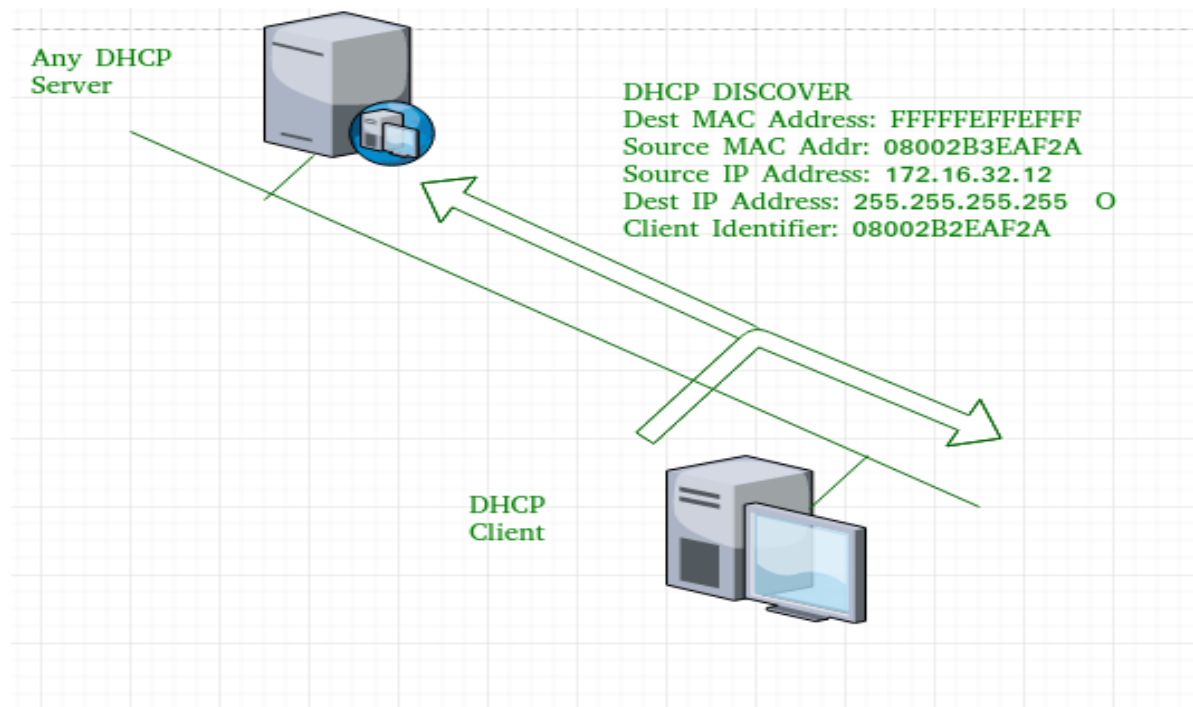 Any DHCP
Server
DHCP DISCOVER
Dest MAC Address: FFFFFEFFEFFF
Source MAC Addr: 08002B3EAF2A
Source IP Address: 172.16.32.12
Dest IP Address: 255.255.255.255 O
Client Identifier: 08002B2EAF2A
DHCP
Client